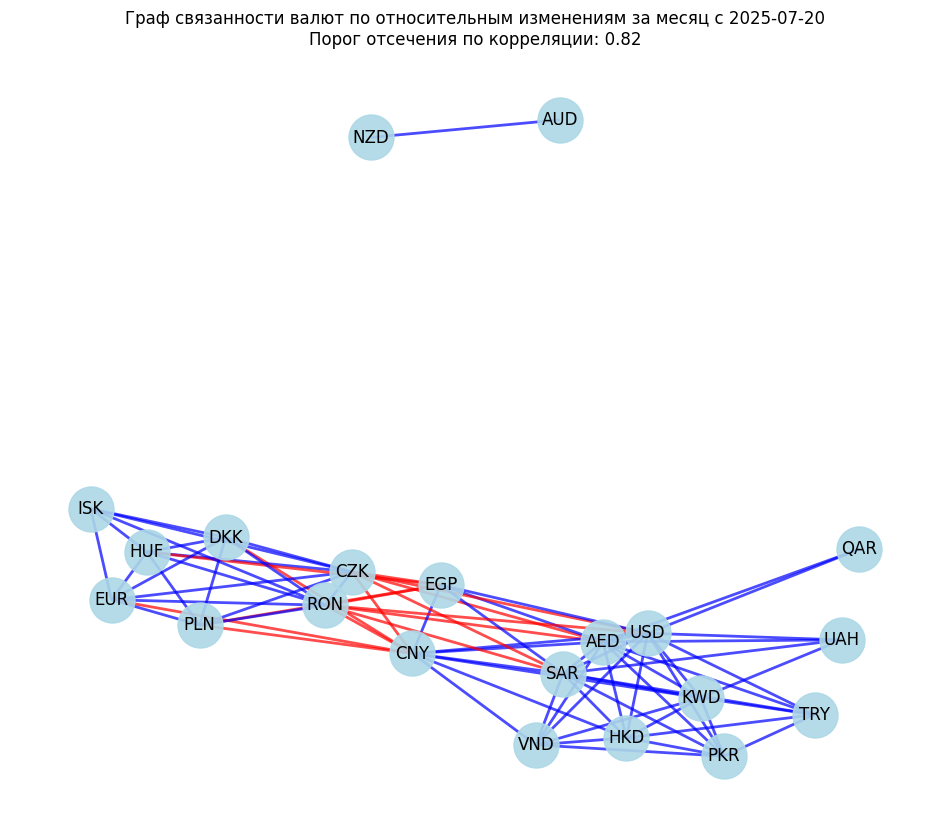 Граф связанности валют по относительным изменениям за месяц с 2025-07-20
Порог отсечения по корреляции: 0.82
AUD
NZD
ISK
DKK
HUF
QAR
CZK
EGP
EUR
RON
PLN
USD
AED
UAH
CNY
SAR
KWD
TRY
HKD
VND
PKR